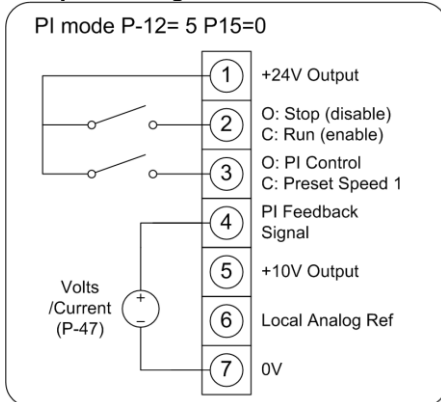 PI mode P-12= 5 P15=0
1 +24V Output
2 O: Stop (disable)
C: Run (enable)
3 O: PI Control
C: Preset Speed 1
4 PI Feedback
Signal
5 +10V Output
Volts
/Current
(P-47)
+
−
6 Local Analog Ref
7 0V